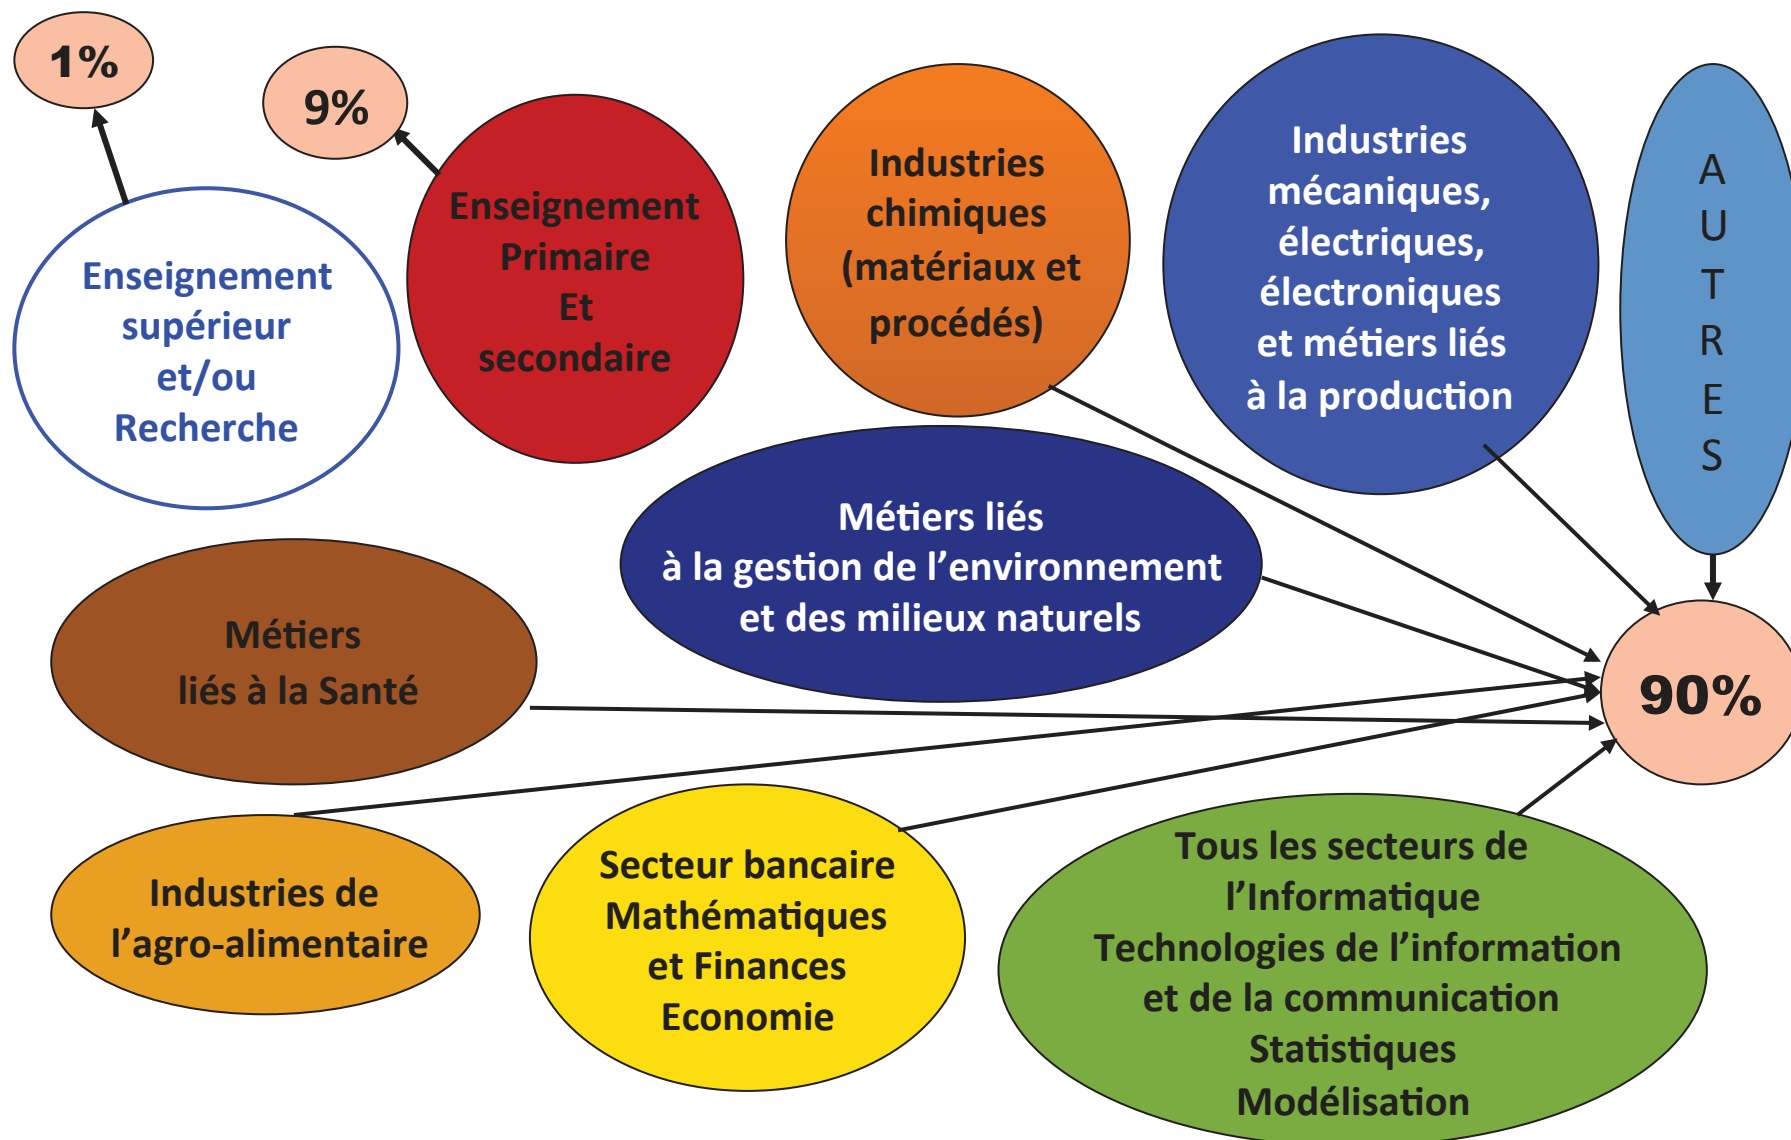 1%
9%
Enseignement
supérieur
et/ou
Recherche
Enseignement
Primaire
Et
secondaire
Industries
chimiques
(matériaux et
procédés)
Industries
mécaniques,
électriques,
électroniques
et métiers liés
à la production
A
U
T
R
E
S
Métiers liés
à la gestion de l’environnement
et des milieux naturels
Métiers
liés à la Santé
90%
Industries de
l’agro-alimentaire
Secteur bancaire
Mathématiques
et Finances
Economie
Tous les secteurs de
l’Informatique
Technologies de l’information
et de la communication
Statistiques
Modélisation